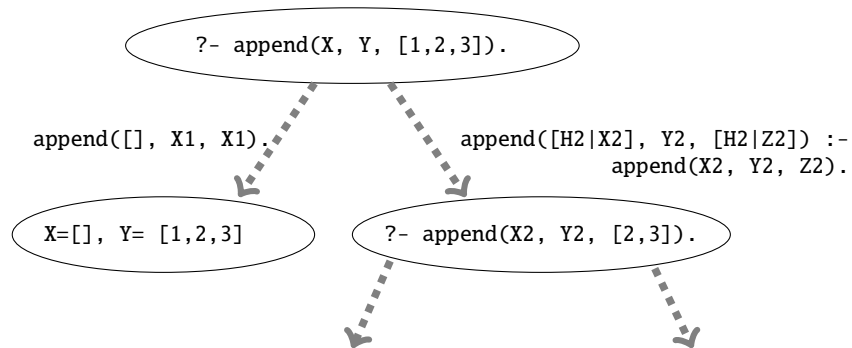 ?- append(X, Y, [1,2,3]).
append([], X1, X1).
append([H2|X2], Y2, [H2|Z2]) :-
append(X2, Y2, Z2).
X=[], Y= [1,2,3]
?- append(X2, Y2, [2,3]).